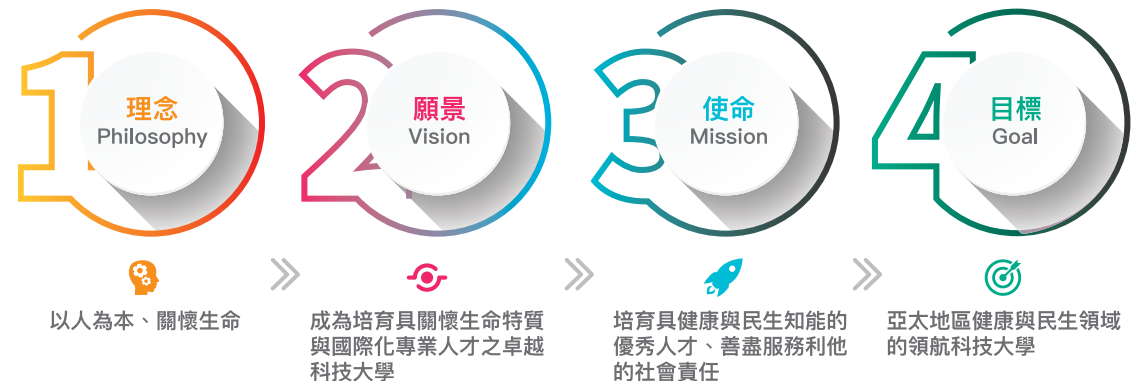 1
理念
Philosophy
以人為本、關懷生命
2
願景
Vision
成為培育具關懷生命特質
與國際化專業人才之卓越
科技大學
3
使命
Mission
培育具健康與民生知能的
優秀人才、善盡服務利他
的社會責任
4
目標
Goal
亞太地區健康與民生領域
的領航科技大學